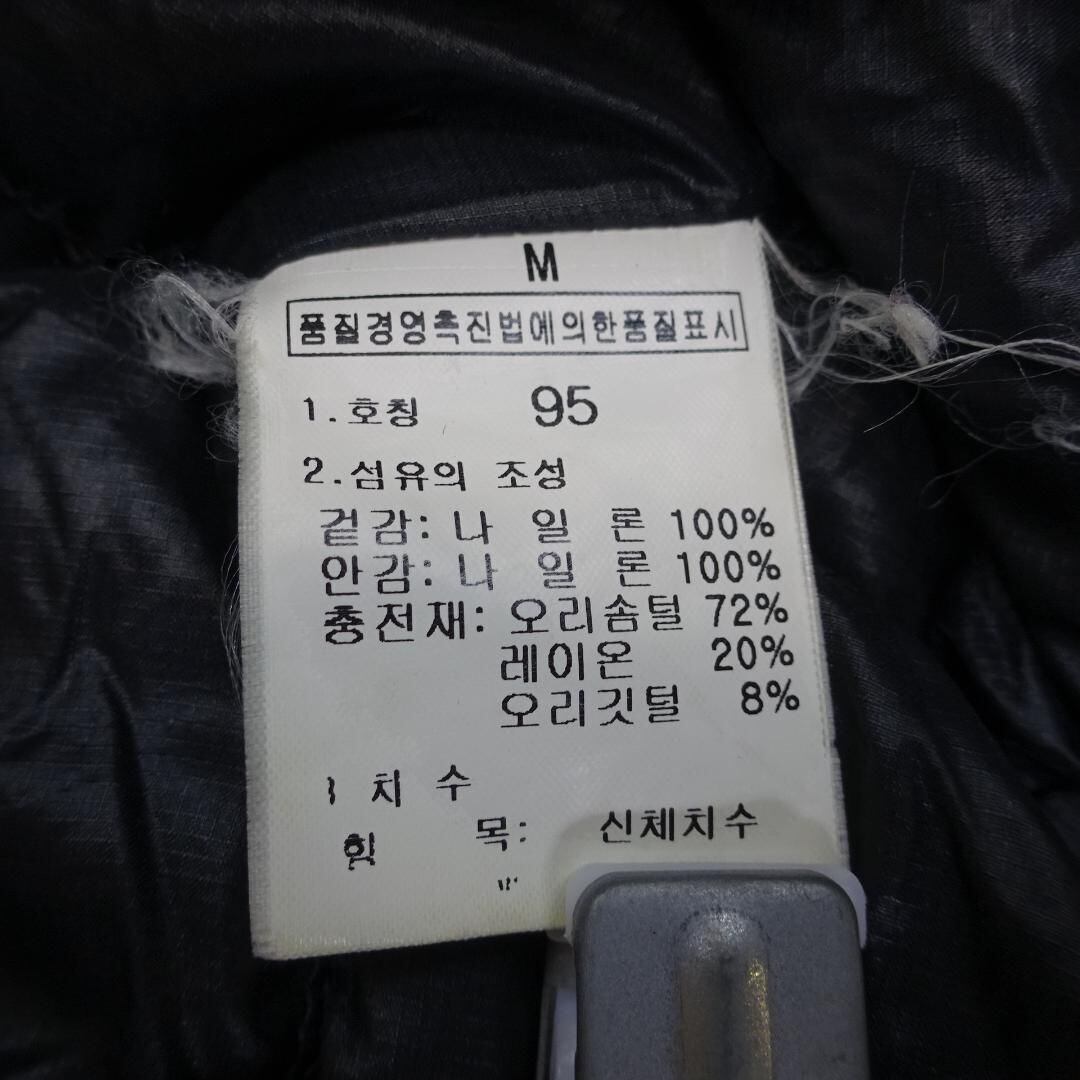 M
품질경영촉진법에의한품질표시
1.호칭 95
2.섬유의 조성
겉감: 나 일 론 100%
안감: 나 일 론 100%
충전재: 오리솜털 72%
레이온 20%
오리깃털 8%
치 수
목: 신체치수